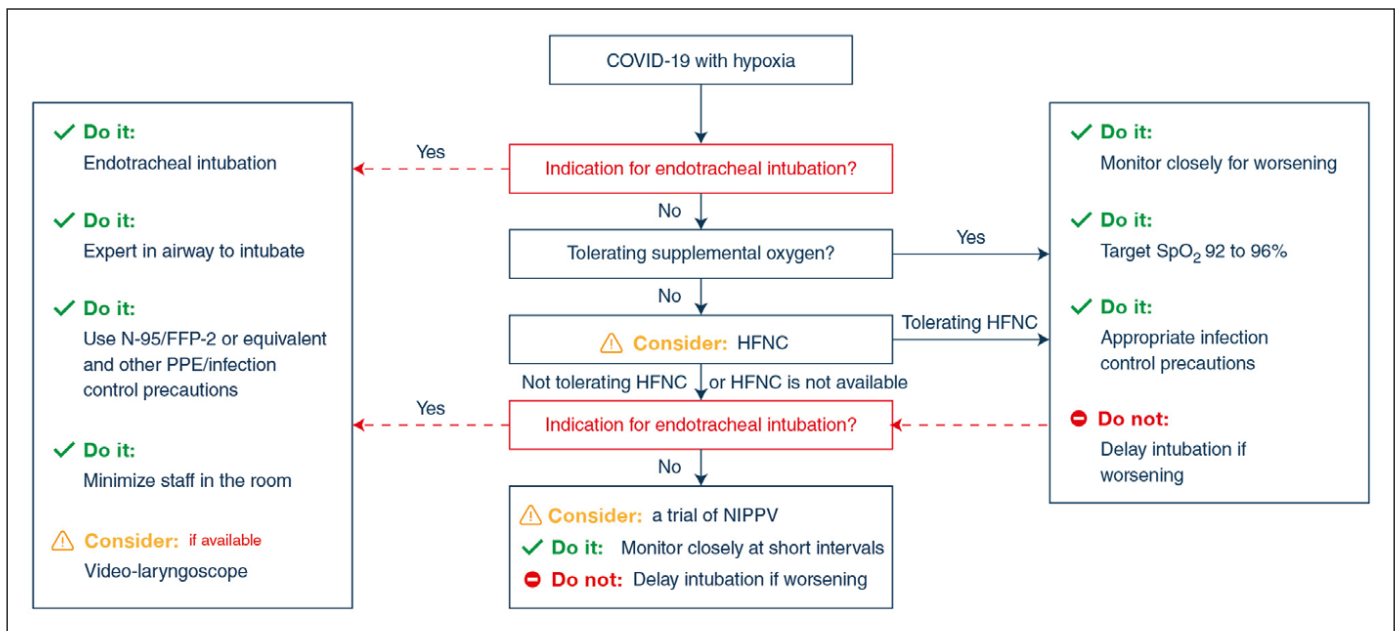 COVID-19 with hypoxia
Indication for endotracheal intubation?
Yes
No
Tolerating supplemental oxygen?
Yes
No
Consider: HFNC
Tolerating HFNC
Not tolerating HFNC or HFNC is not available
Indication for endotracheal intubation?
Yes
No
Consider: a trial of NIPPV
Do it: Monitor closely at short intervals
Do not: Delay intubation if worsening
Do it:
Endotracheal intubation
Do it:
Expert in airway to intubate
Do it:
Use N-95/FFP-2 or equivalent
and other PPE/infection
control precautions
Do it:
Minimize staff in the room
Consider: if available
Video-laryngoscope
Do it:
Monitor closely for worsening
Do it:
Target SpO₂ 92 to 96%
Do it:
Appropriate infection
control precautions
Do not:
Delay intubation if
worsening